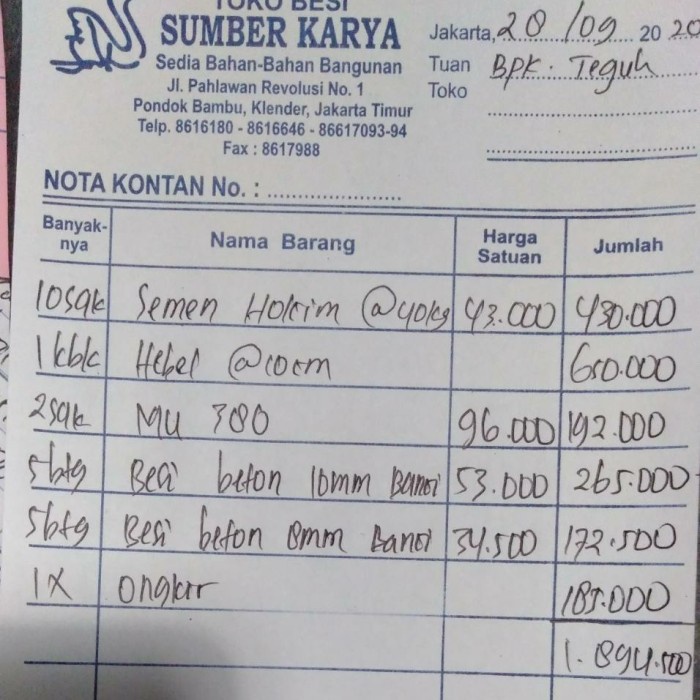 TOKO BESI
SUMBER KARYA
Sedia Bahan-Bahan Bangunan
Jl. Pahlawan Revolusi No. 1
Pondok Bambu, Klender, Jakarta Timur
Telp. 8616180 - 8616646 - 86617093-94
Fax : 8617988
Jakarta, 28 /09 20 20
Tuan Bpk. Teguh
Toko
NOTA KONTAN No. :
Banyak-nya Nama Barang Harga Satuan Jumlah
10sak Semen Holcim @40kg 43.000 430.000
1kbk Hebel @10cm 650.000
2sak MU 380 96.000 192.000
5btg Besi beton 10mm Banci 53.000 265.000
5btg Besi beton 8mm Banci 34.500 172.500
1X ongkir 185.000
1.894.500